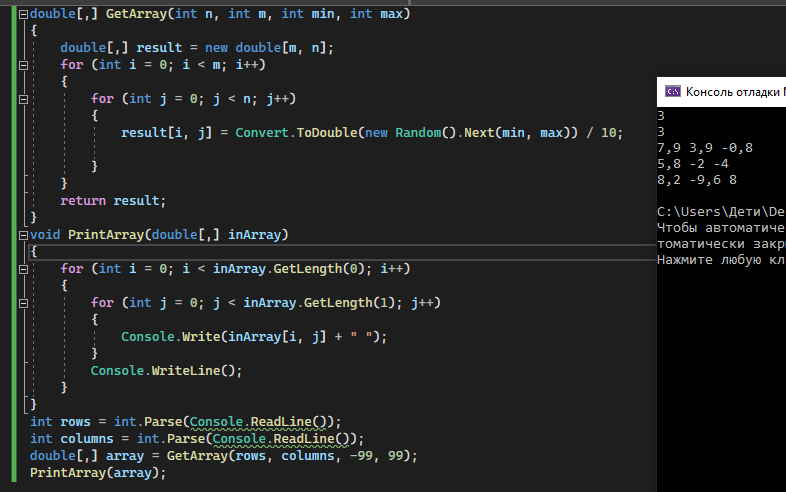 double[,] GetArray(int n, int m, int min, int max)
{
    double[,] result = new double[m, n];
    for (int i = 0; i < m; i++)
    {
        for (int j = 0; j < n; j++)
        {
            result[i, j] = Convert.ToDouble(new Random().Next(min, max)) / 10;
        }
    }
    return result;
}
void PrintArray(double[,] inArray)
{
    for (int i = 0; i < inArray.GetLength(0); i++)
    {
        for (int j = 0; j < inArray.GetLength(1); j++)
        {
            Console.Write(inArray[i, j] + " ");
        }
        Console.WriteLine();
    }
}
int rows = int.Parse(Console.ReadLine());
int columns = int.Parse(Console.ReadLine());
double[,] array = GetArray(rows, columns, -99, 99);
PrintArray(array);
Консоль отладки M
3
3
7,9 3,9 -0,8
5,8 -2 -4
8,2 -9,6 8
C:\Users\Дети\De
Чтобы автоматиче
томатически закр
Нажмите любую кл